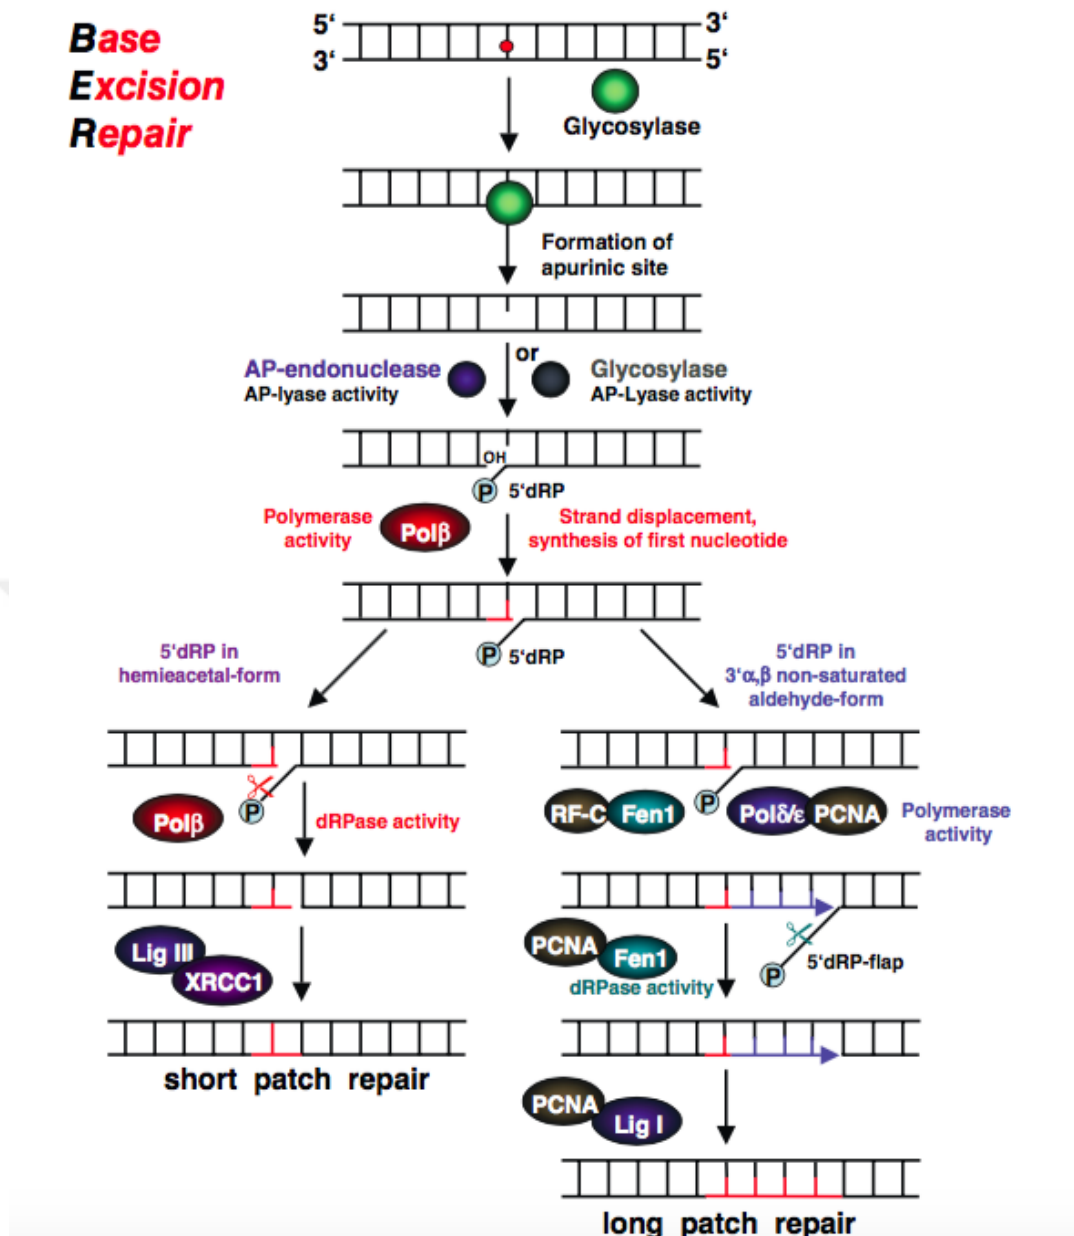 Base
Excision
Repair
5‘
3‘
3‘
5‘
Glycosylase
Formation of
apurinic site
or
AP-endonuclease
AP-lyase activity
Glycosylase
AP-Lyase activity
OH
P
5‘dRP
Polymerase
activity
Polβ
Strand displacement,
synthesis of first nucleotide
P
5‘dRP
5‘dRP in
hemieacetal-form
5‘dRP in
3‘α,β non-saturated
aldehyde-form
P
Polβ
dRPase activity
RF-C
Fen1
P
Polδ/ε
PCNA
Polymerase
activity
Lig III
XRCC1
PCNA
Fen1
dRPase activity
P
5‘dRP-flap
short patch repair
PCNA
Lig I
long patch repair